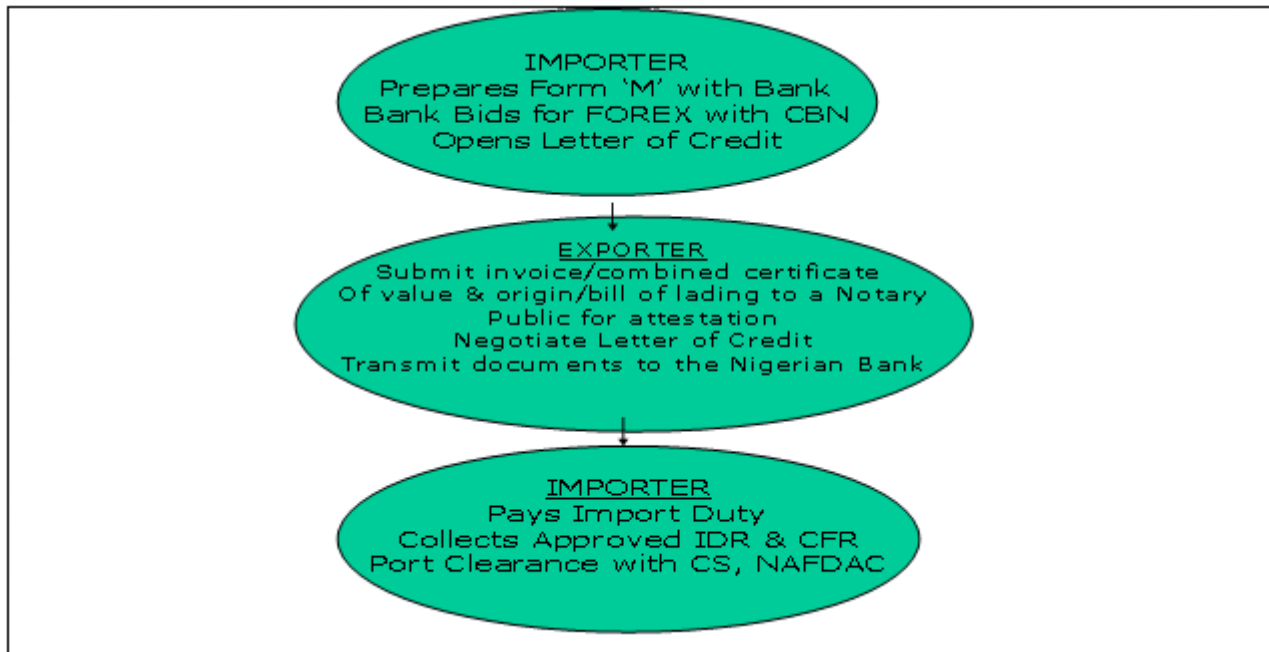 IMPORTER
Prepares Form ‘M’ with Bank
Bank Bids for FOREX with CBN
Opens Letter of Credit
EXPORTER
Submit invoice/combined certificate
Of value & origin/bill of lading to a Notary
Public for attestation
Negotiate Letter of Credit
Transmit documents to the Nigerian Bank
IMPORTER
Pays Import Duty
Collects Approved IDR & CFR
Port Clearance with CS, NAFDAC